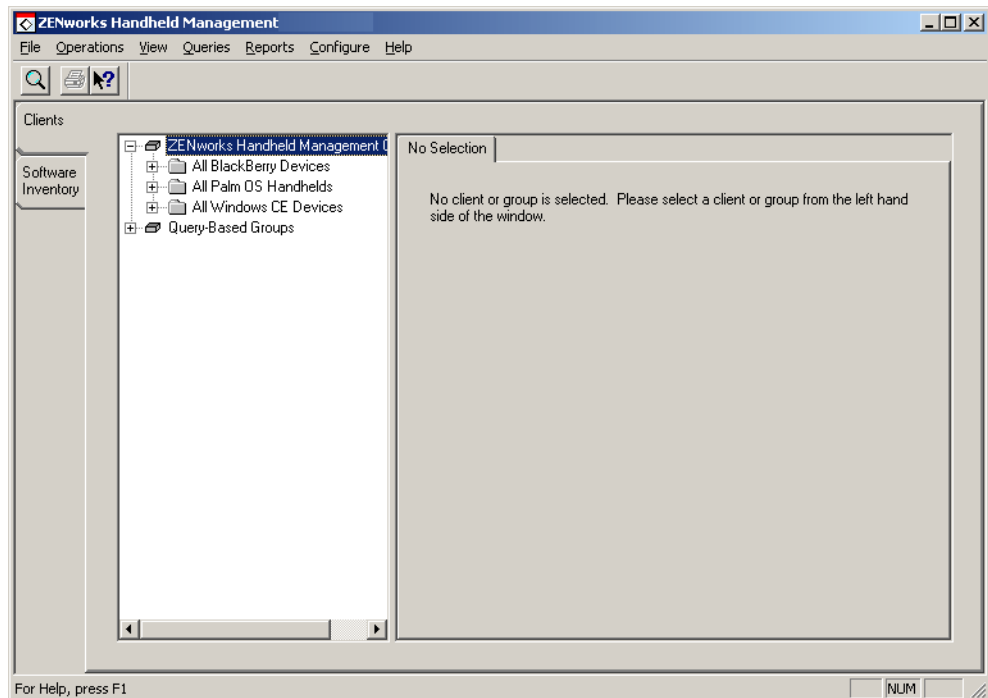 ZENworks Handheld Management
File Operations View Queries Reports Configure Help
Clients
Software
Inventory
ZENworks Handheld Management
All BlackBerry Devices
All Palm OS Handhelds
All Windows CE Devices
Query-Based Groups
No Selection
No client or group is selected. Please select a client or group from the left hand
side of the window.
For Help, press F1
NUM